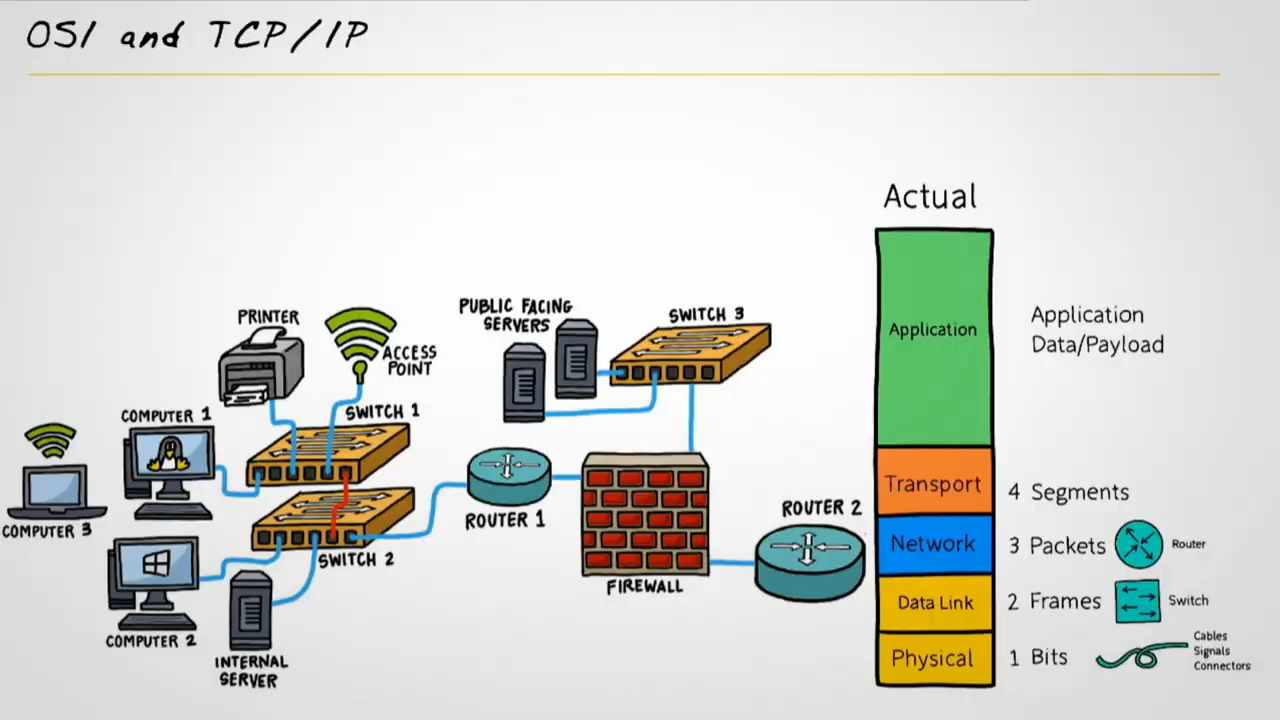 OSI and TCP/IP
Actual
PUBLIC FACING
SERVERS
SWITCH 3
PRINTER
ACCESS
POINT
SWITCH 1
COMPUTER 1
COMPUTER 3
ROUTER 1
ROUTER 2
SWITCH 2
FIREWALL
COMPUTER 2
INTERNAL
SERVER
Application
Application
Data/Payload
Transport
4 Segments
Network
3 Packets
Router
Data Link
2 Frames
Switch
Physical
1 Bits
Cables
Signals
Connectors